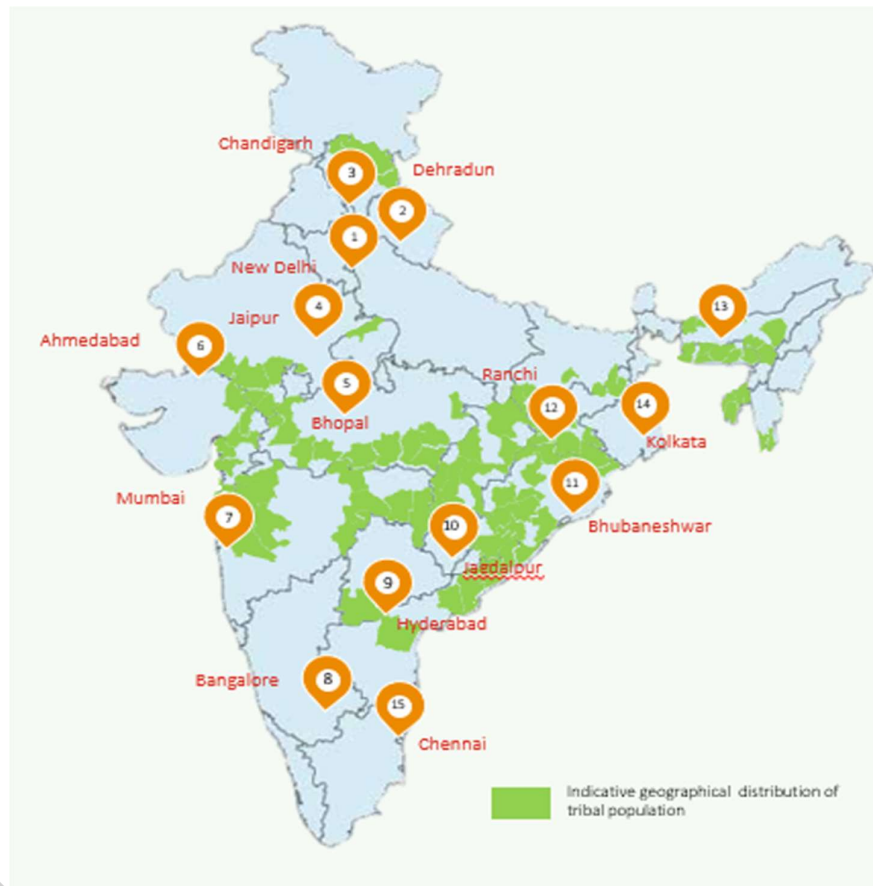 Chandigarh
3
Dehradun
2
1
New Delhi
13
4
Jaipur
Ahmedabad
6
Ranchi
5
12
14
Bhopal
Kolkata
11
Mumbai
7
10
Bhubaneshwar
Jagdalpur
9
Hyderabad
Bangalore
8
15
Chennai
Indicative geographical distribution of
tribal population